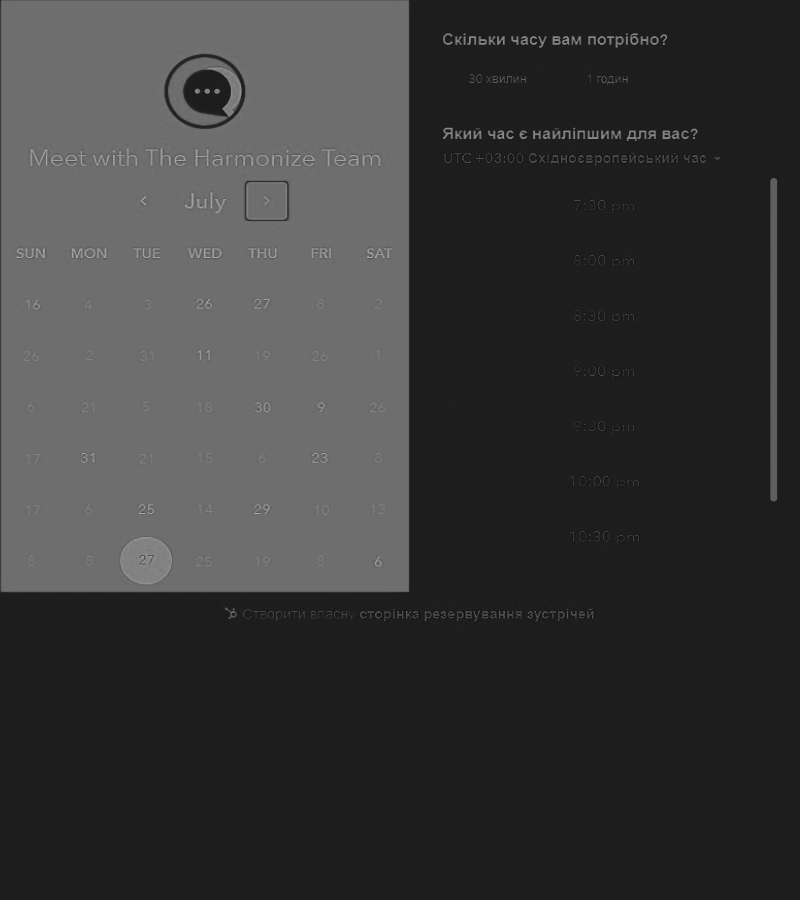 Meet with The Harmonize Team
July
SUN MON TUE WED THU FRI SAT
16 4 3 26 27 8 2
26 2 31 11 19 26 1
6 21 5 18 30 9 26
17 31 21 15 6 23 8
17 6 25 14 29 10 13
8 8 27 25 19 8 6
Скільки часу вам потрібно?
30 хвилин 1 годин
Який час є найліпшим для вас?
UTC +03:00 Східноєвропейський час
7:30 pm
8:00 pm
8:30 pm
9:00 pm
9:30 pm
10:00 pm
10:30 pm
Створити власну сторінка резервування зустрічей